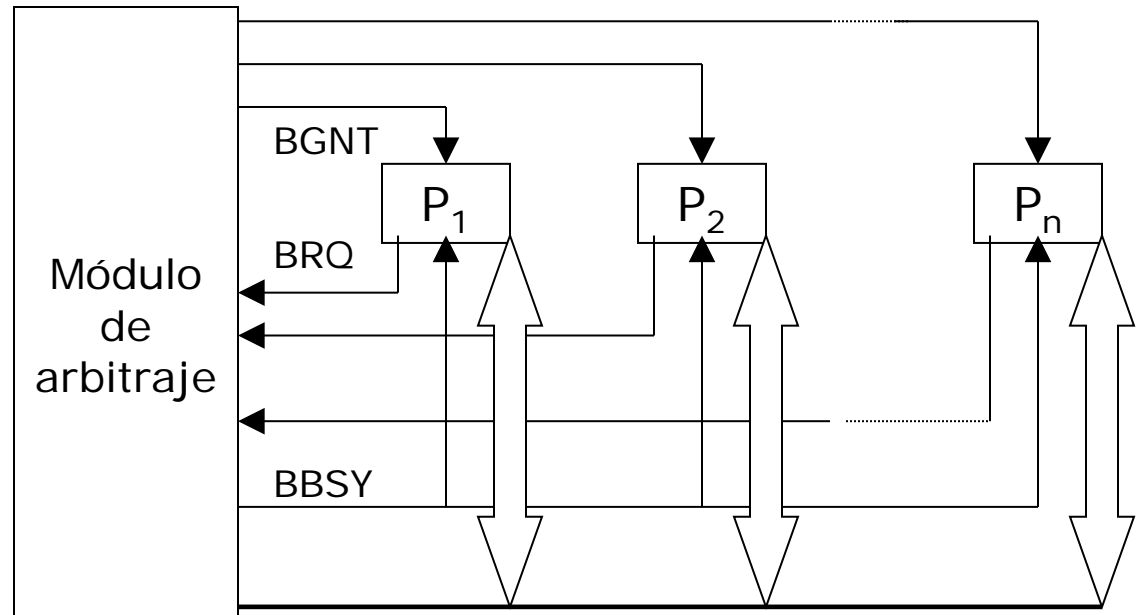 BGNT
P1
P2
Pn
BRQ
Módulo
de
arbitraje
BBSY